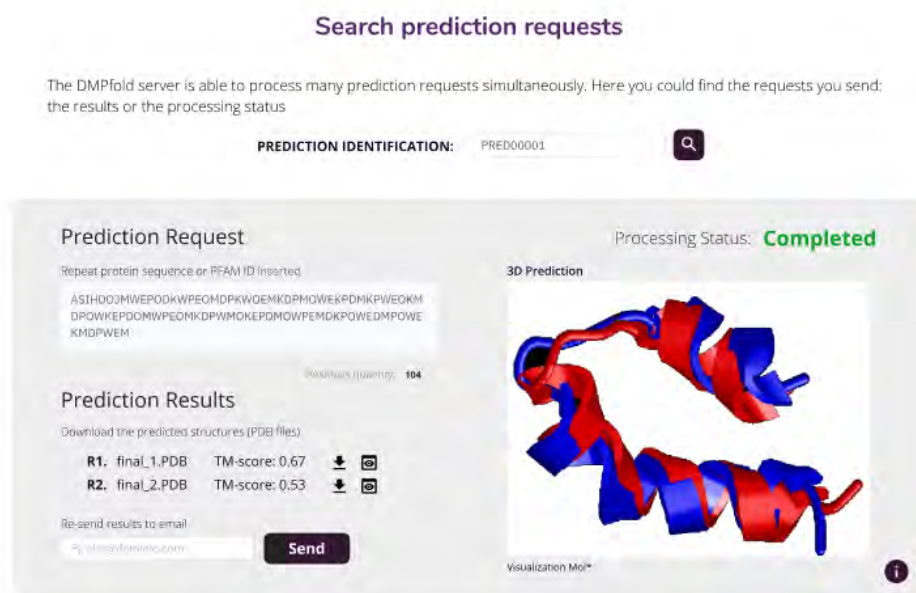 Search prediction requests
The DMPfold server is able to process many prediction requests simultaneously. Here you could find the requests you send:
the results or the processing status
PREDICTION IDENTIFICATION: PRED00001
Prediction Request
Processing Status: Completed
Repeat protein sequence or PFAM ID inserted
3D Prediction
ASIHDOJMWEPODKWPEOMDPKWOEMKDPMOWEKPDMKPWEOKM
DPOWKEPDOMWPEOMKDPWMOKEPDMOWPEMDKPOWEDMPOWE
KMDPWEM
Residues quantity: 104
Prediction Results
Download the predicted structures (PDB files)
R1. final_1.PDB TM-score: 0.67
R2. final_2.PDB TM-score: 0.53
Re-send results to email
Send
Visualization Mol*